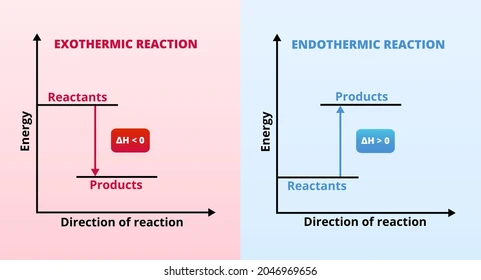 EXOTHERMIC REACTION
Reactants
ΔH < 0
Products
Energy
Direction of reaction
ENDOTHERMIC REACTION
Products
ΔH > 0
Reactants
Energy
Direction of reaction
shutterstock.com · 2046969656